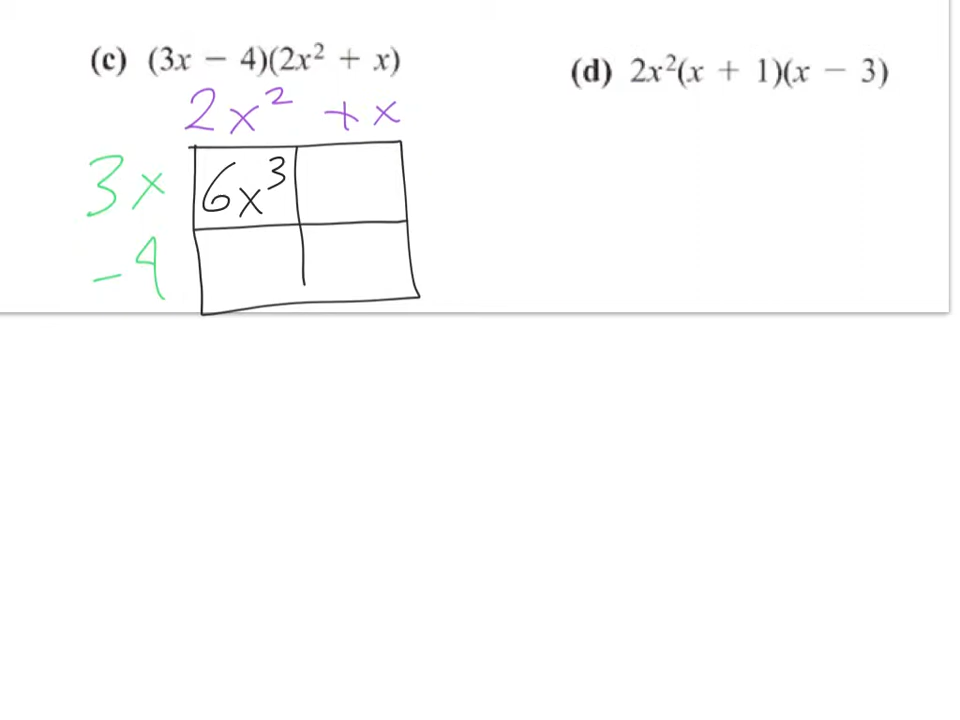 (c) (3x − 4)(2x² + x)
(d) 2x²(x + 1)(x − 3)
2x² + x
3x 6x³
−4